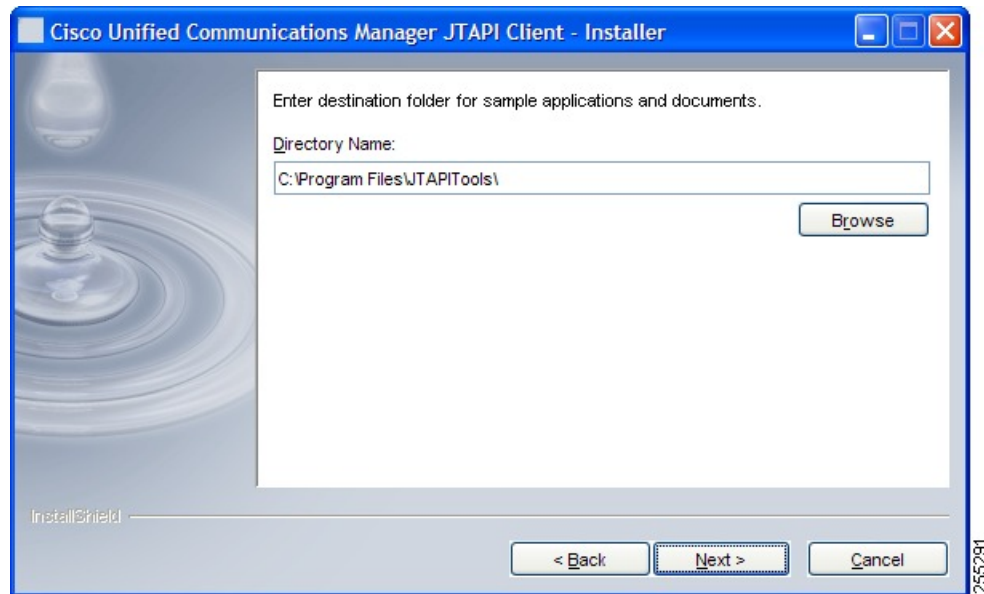 Cisco Unified Communications Manager JTAPI Client - Installer
Enter destination folder for sample applications and documents.
Directory Name:
C:\Program Files\JTAPITools\
Browse
InstallShield
< Back
Next >
Cancel
255291